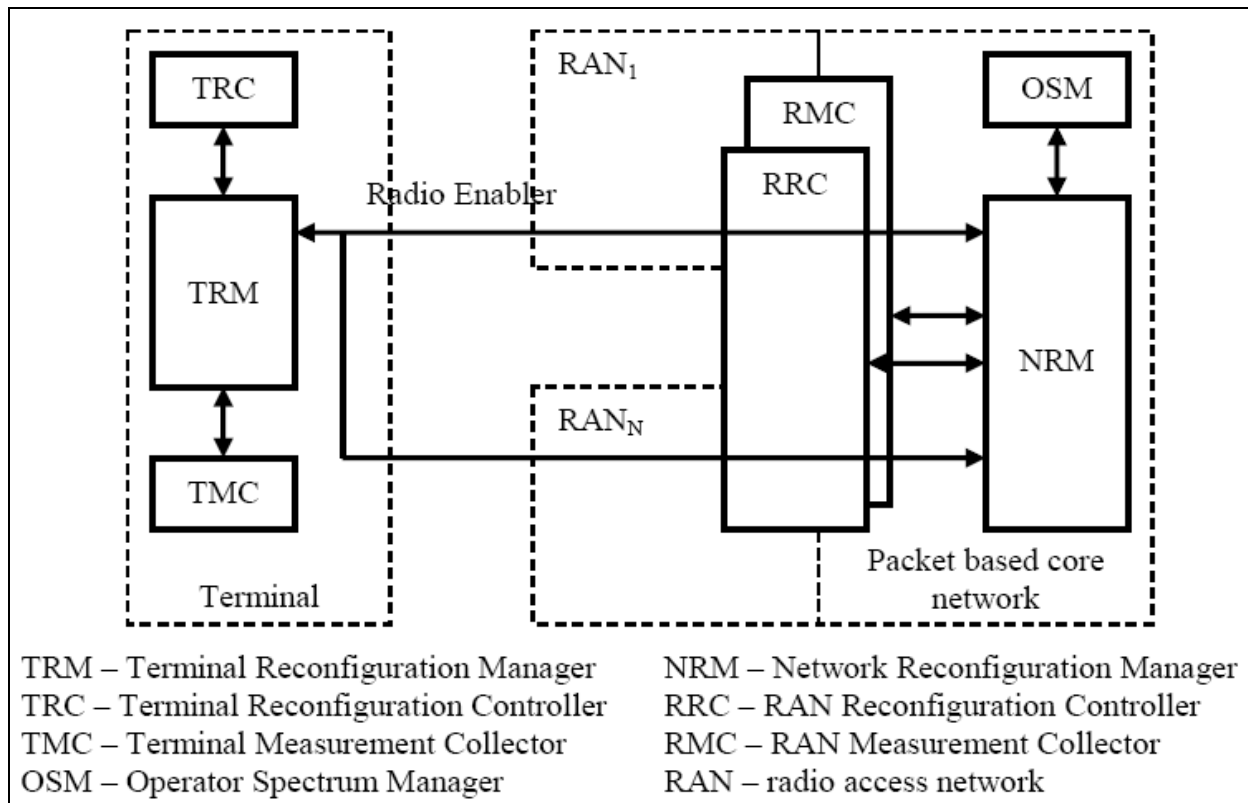 TRC
RAN₁
OSM
RMC
RRC
Radio Enabler
TRM
NRM
RAN_N
TMC
Terminal
Packet based core
network
TRM – Terminal Reconfiguration Manager
TRC – Terminal Reconfiguration Controller
TMC – Terminal Measurement Collector
OSM – Operator Spectrum Manager
NRM – Network Reconfiguration Manager
RRC – RAN Reconfiguration Controller
RMC – RAN Measurement Collector
RAN – radio access network